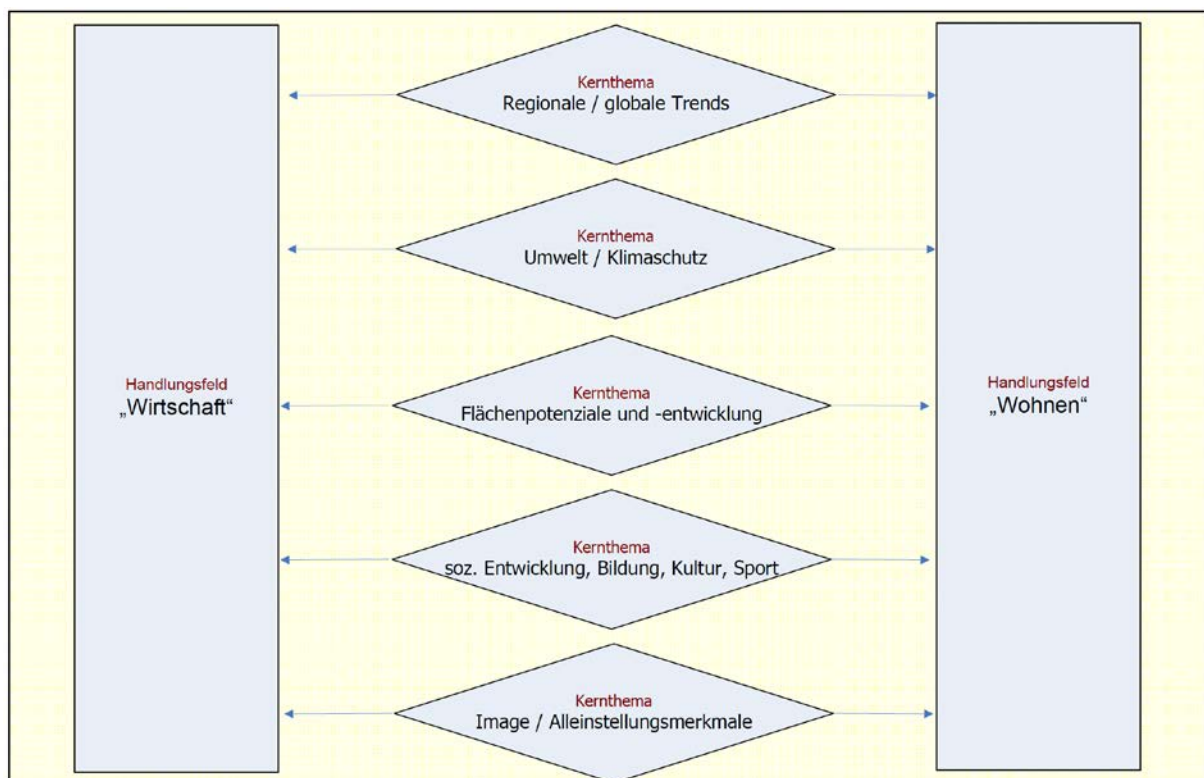 Kernthema
Regionale / globale Trends
Kernthema
Umwelt / Klimaschutz
Handlungsfeld
„Wirtschaft“
Kernthema
Flächenpotenziale und -entwicklung
Handlungsfeld
„Wohnen“
Kernthema
soz. Entwicklung, Bildung, Kultur, Sport
Kernthema
Image / Alleinstellungsmerkmale